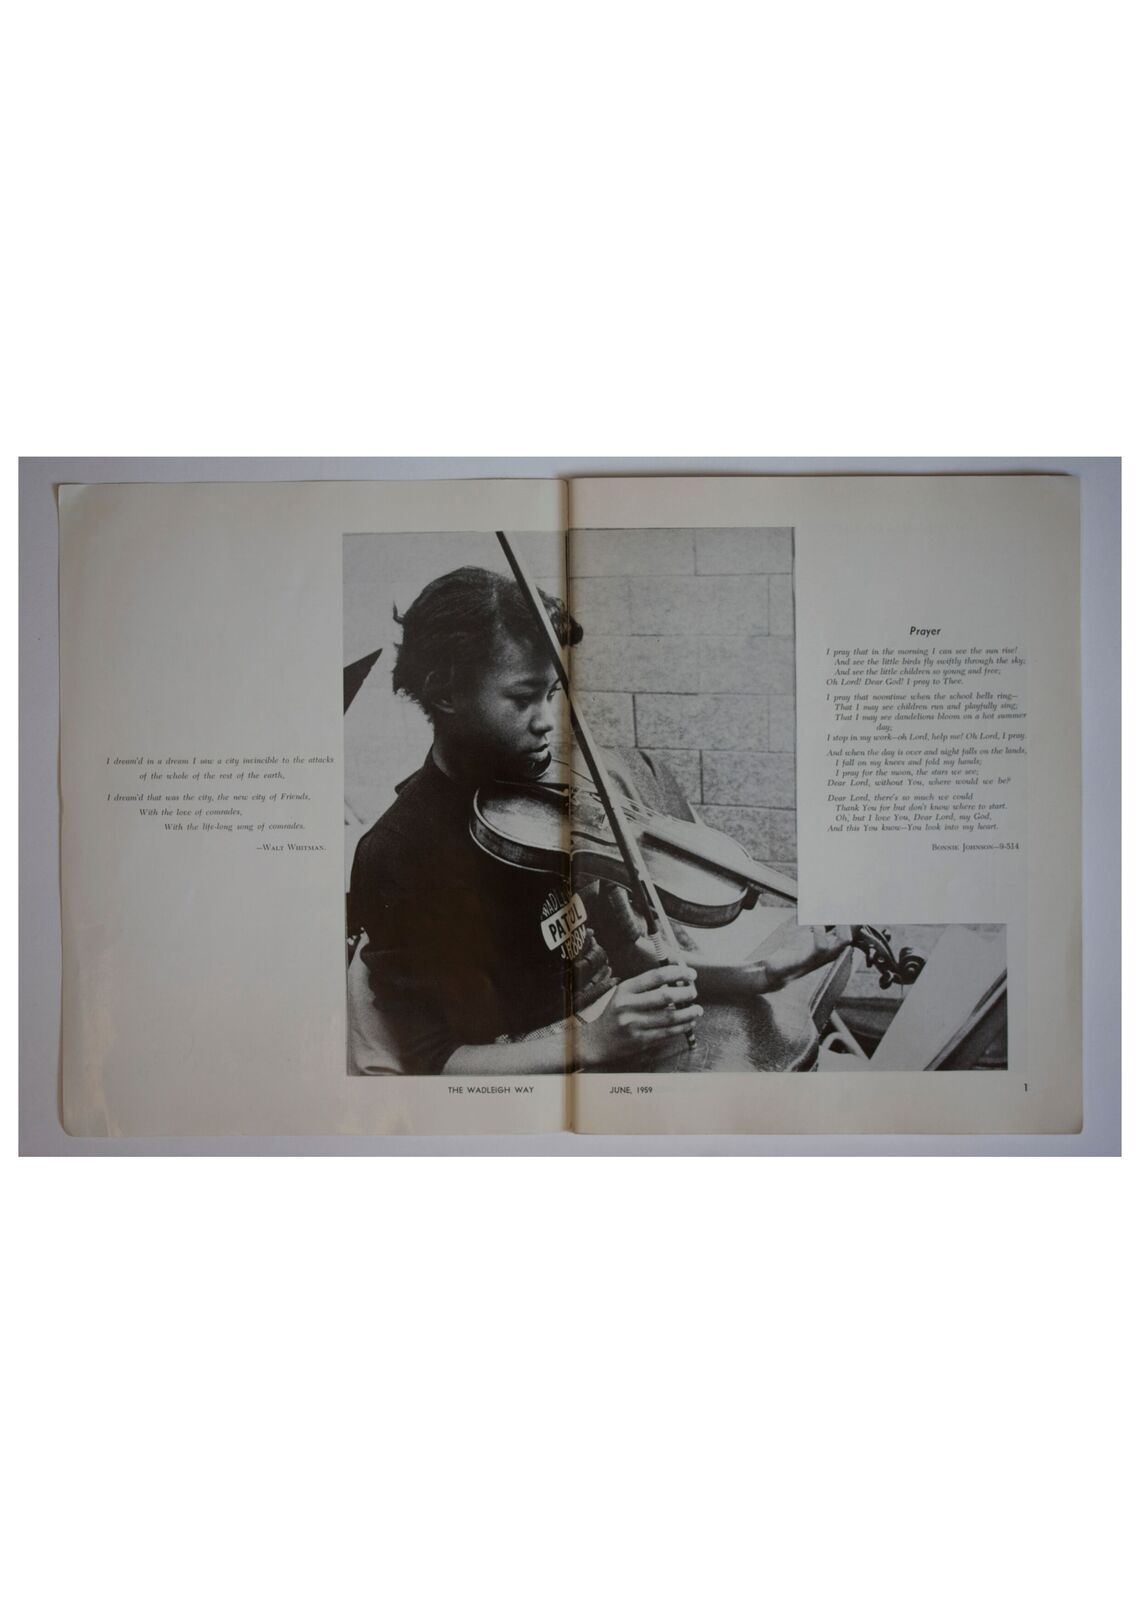 I dream'd in a dream I saw a city invincible to the attacks
of the whole of the rest of the earth,
I dream'd that was the city, the new city of Friends,
With the love of comrades,
With the life-long song of comrades.
—Walt Whitman.
WADL
PATOL
J.H.88M
THE WADLEIGH WAY
JUNE, 1959
Prayer
I pray that in the morning I can see the sun rise!
And see the little birds fly swiftly through the sky;
And see the little children so young and free;
Oh Lord! Dear God! I pray to Thee.
I pray that noontime when the school bells ring—
That I may see children run and playfully sing;
That I may see dandelions bloom on a hot summer
day;
I stop in my work—oh Lord, help me! Oh Lord, I pray.
And when the day is over and night falls on the lands,
I fall on my knees and fold my hands;
I pray for the moon, the stars we see;
Dear Lord, without You, where would we be?
Dear Lord, there's so much we could
Thank You for but don't know where to start.
Oh, but I love You, Dear Lord, my God,
And this You know—You look into my heart.
Bonnie Johnson—9-514
1